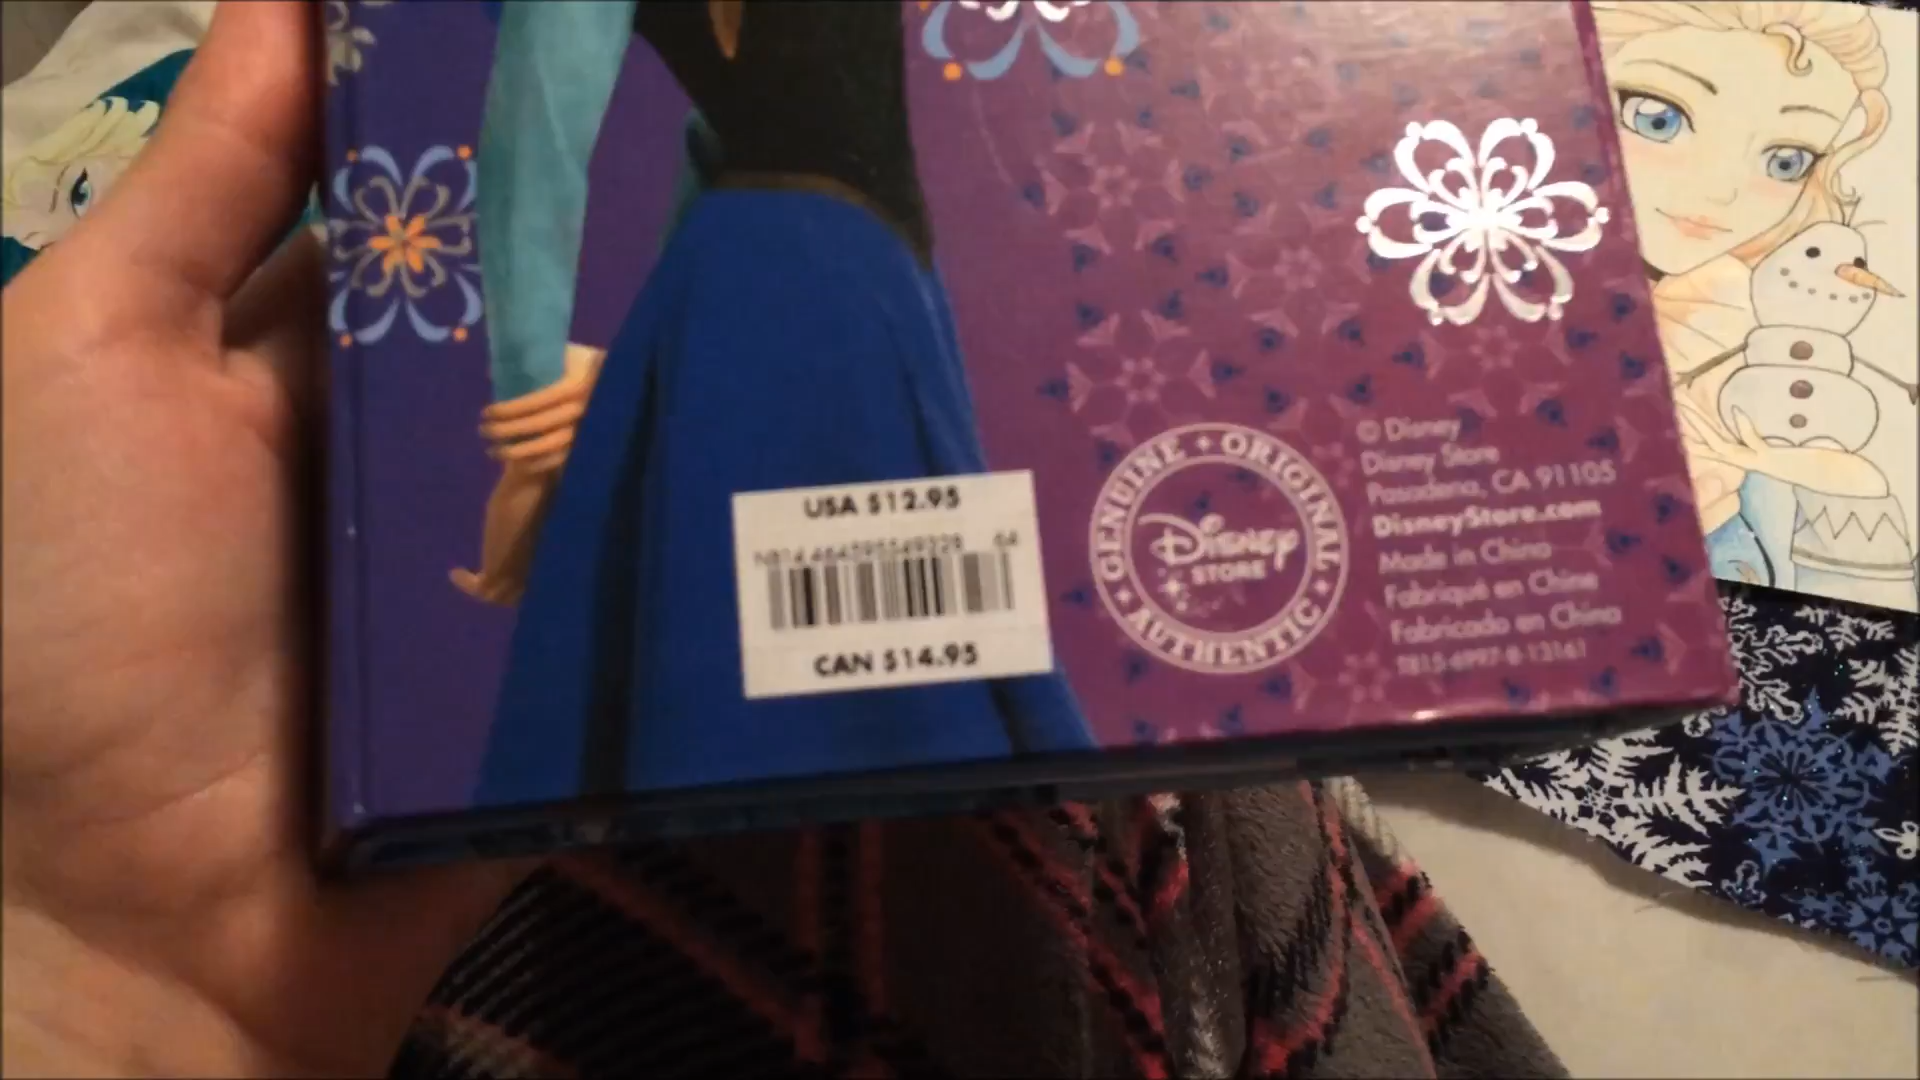 USA $12.95
CAN $14.95
GENUINE • ORIGINAL • AUTHENTIC •
Disney
STORE
© Disney
Disney Store
Pasadena, CA 91105
DisneyStore.com
Made in China
Fabriqué en Chine
Fabricado en China